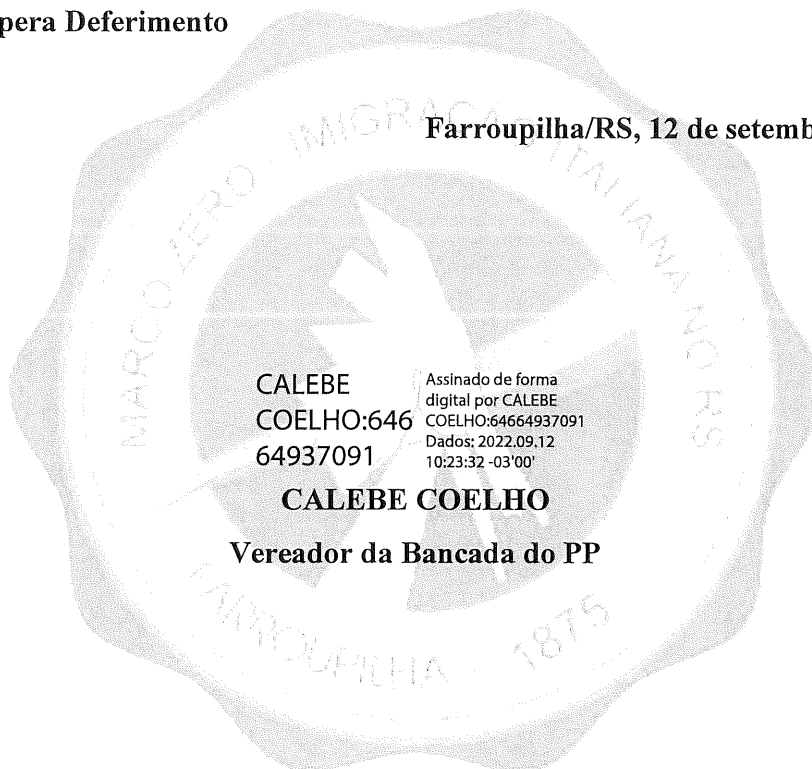 pera Deferimento
Farroupilha/RS, 12 de setemb
MARCO ZERO - IMIGRAÇÃO ITALIANA NO RS
CALEBE
COELHO:646
64937091
Assinado de forma
digital por CALEBE
COELHO:64664937091
Dados: 2022.09.12
10:23:32 -03'00'
CALEBE COELHO
Vereador da Bancada do PP
FARROUPILHA - 1875